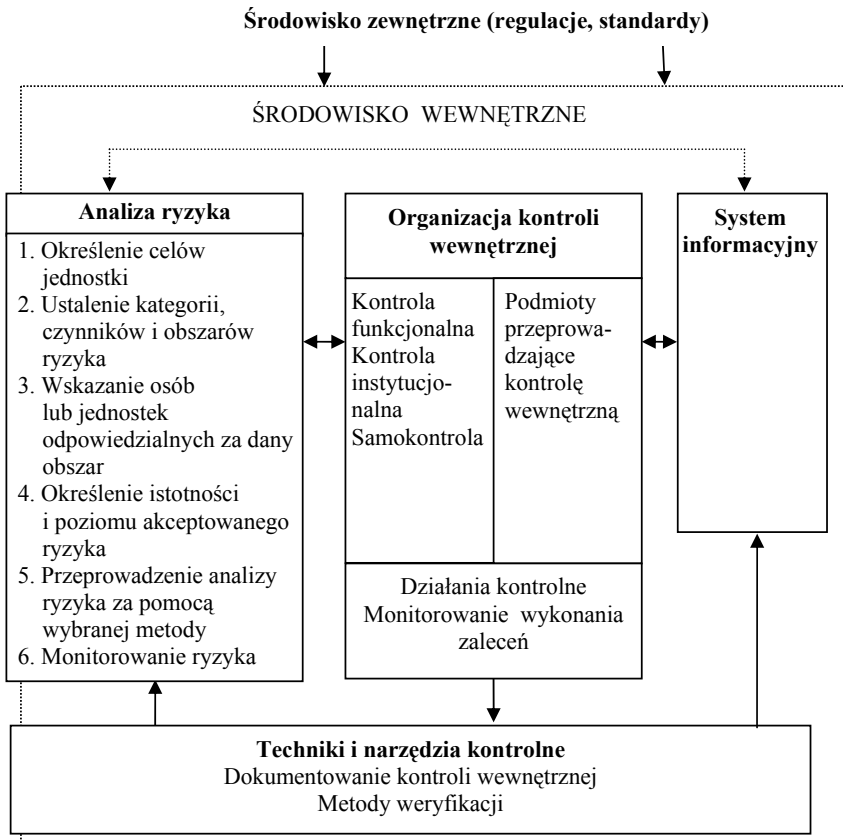 Środowisko zewnętrzne (regulacje, standardy)
ŚRODOWISKO WEWNĘTRZNE
Analiza ryzyka
1. Określenie celów
jednostki
2. Ustalenie kategorii,
czynników i obszarów
ryzyka
3. Wskazanie osób
lub jednostek
odpowiedzialnych za dany
obszar
4. Określenie istotności
i poziomu akceptowanego
ryzyka
5. Przeprowadzenie analizy
ryzyka za pomocą
wybranej metody
6. Monitorowanie ryzyka
Organizacja kontroli
wewnętrznej
Kontrola
funkcjonalna
Kontrola
instytucjo-
nalna
Samokontrola
Podmioty
przeprowa-
dzające
kontrolę
wewnętrzną
Działania kontrolne
Monitorowanie wykonania
zaleceń
System
informacyjny
Techniki i narzędzia kontrolne
Dokumentowanie kontroli wewnętrznej
Metody weryfikacji